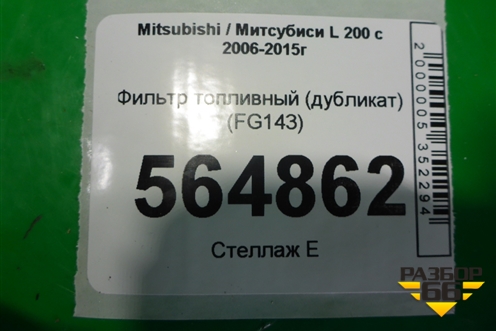 Mitsubishi / Митсубиси L 200 с
2006-2015г
Фильтр топливный (дубликат)
(FG143)
564862
Стеллаж Е
2000005352294
РАЗБОР
66